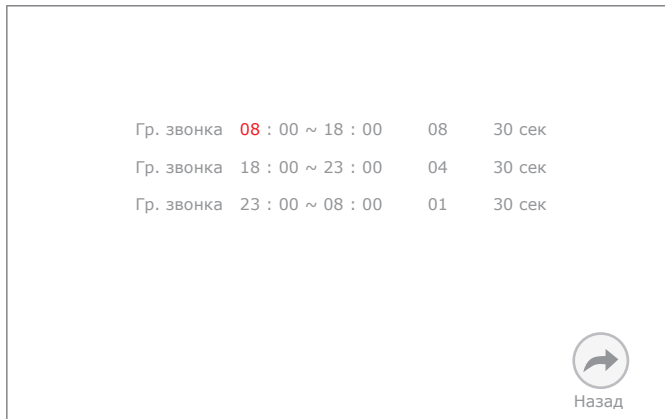 Гр. звонка 08 : 00 ~ 18 : 00 08 30 сек
Гр. звонка 18 : 00 ~ 23 : 00 04 30 сек
Гр. звонка 23 : 00 ~ 08 : 00 01 30 сек
Назад